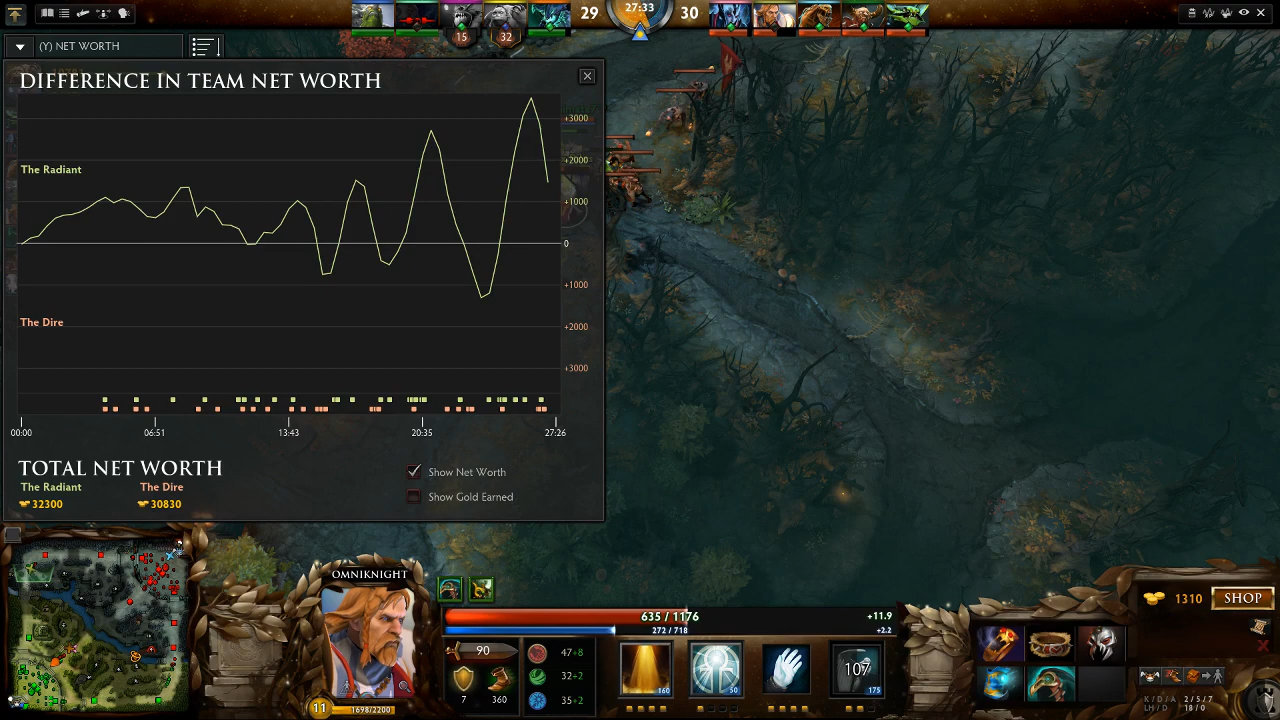 29 27:33 30
15 32
(Y) NET WORTH
DIFFERENCE IN TEAM NET WORTH
+3000
+2000
The Radiant
+1000
0
+1000
The Dire
+2000
+3000
00:00 06:51 13:43 20:35 27:26
TOTAL NET WORTH
The Radiant The Dire
32300 30830
Show Net Worth
Show Gold Earned
OMNIKNIGHT
11 1698/2200
635 / 1176 +11.9
272 / 718 +2.2
90
7 360
47+8
32+2
35+2
160 50 107 175
1310 SHOP
K / D / A 2 / 5 / 7
LH / D 18 / 0